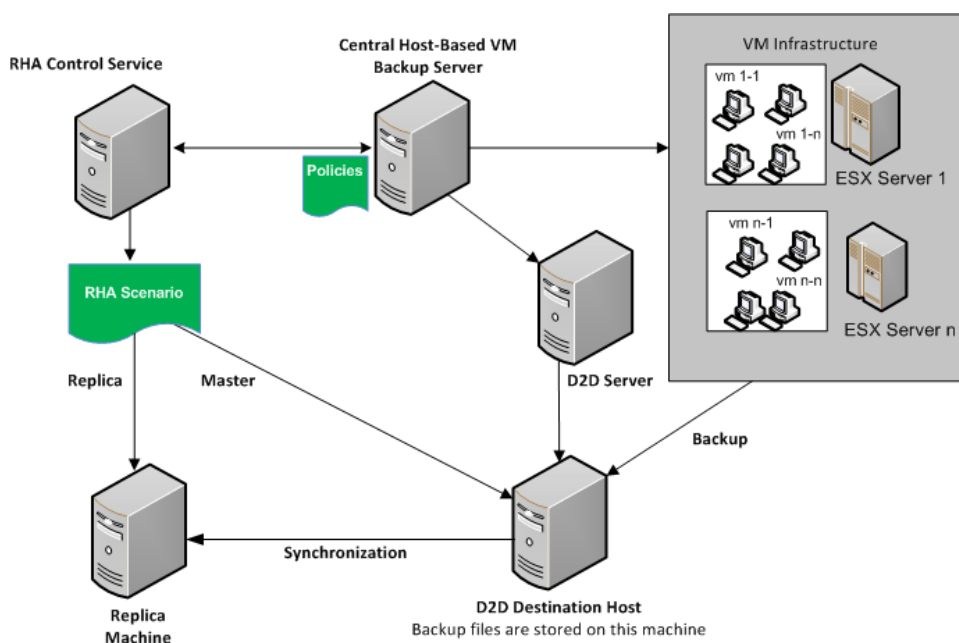 RHA Control Service
Central Host-Based VM
Backup Server
VM Infrastructure
vm 1-1
vm 1-n
ESX Server 1
Policies
vm n-1
vm n-n
ESX Server n
RHA Scenario
D2D Server
Replica
Master
Backup
Synchronization
Replica
Machine
D2D Destination Host
Backup files are stored on this machine